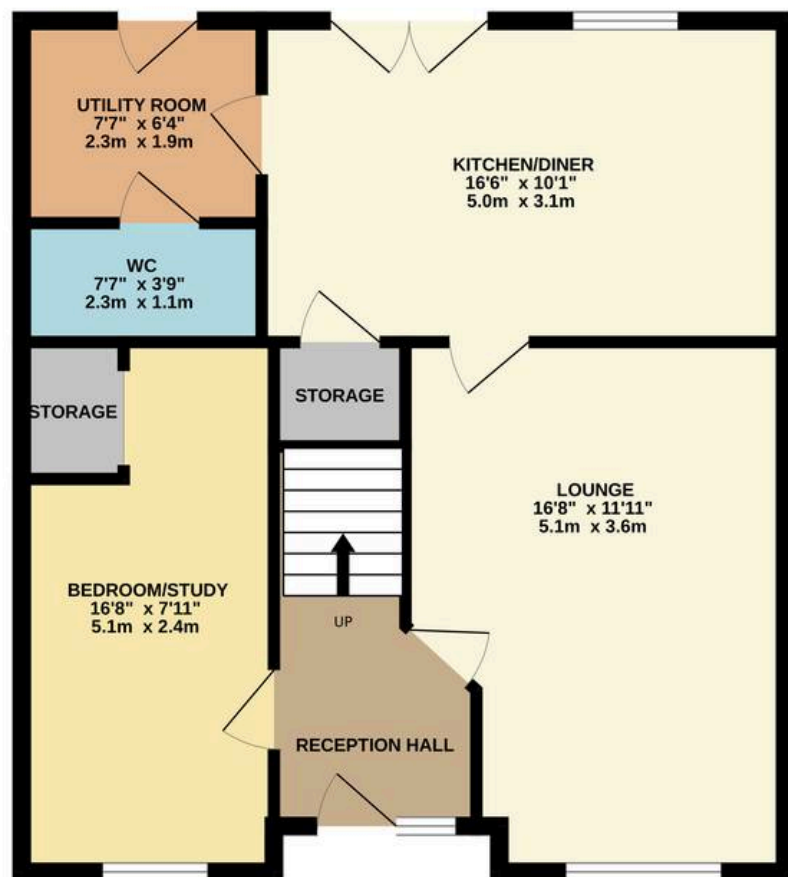 UTILITY ROOM
7'7" x 6'4"
2.3m x 1.9m
KITCHEN/DINER
16'6" x 10'1"
5.0m x 3.1m
WC
7'7" x 3'9"
2.3m x 1.1m
STORAGE
STORAGE
LOUNGE
16'8" x 11'11"
5.1m x 3.6m
BEDROOM/STUDY
16'8" x 7'11"
5.1m x 2.4m
UP
RECEPTION HALL